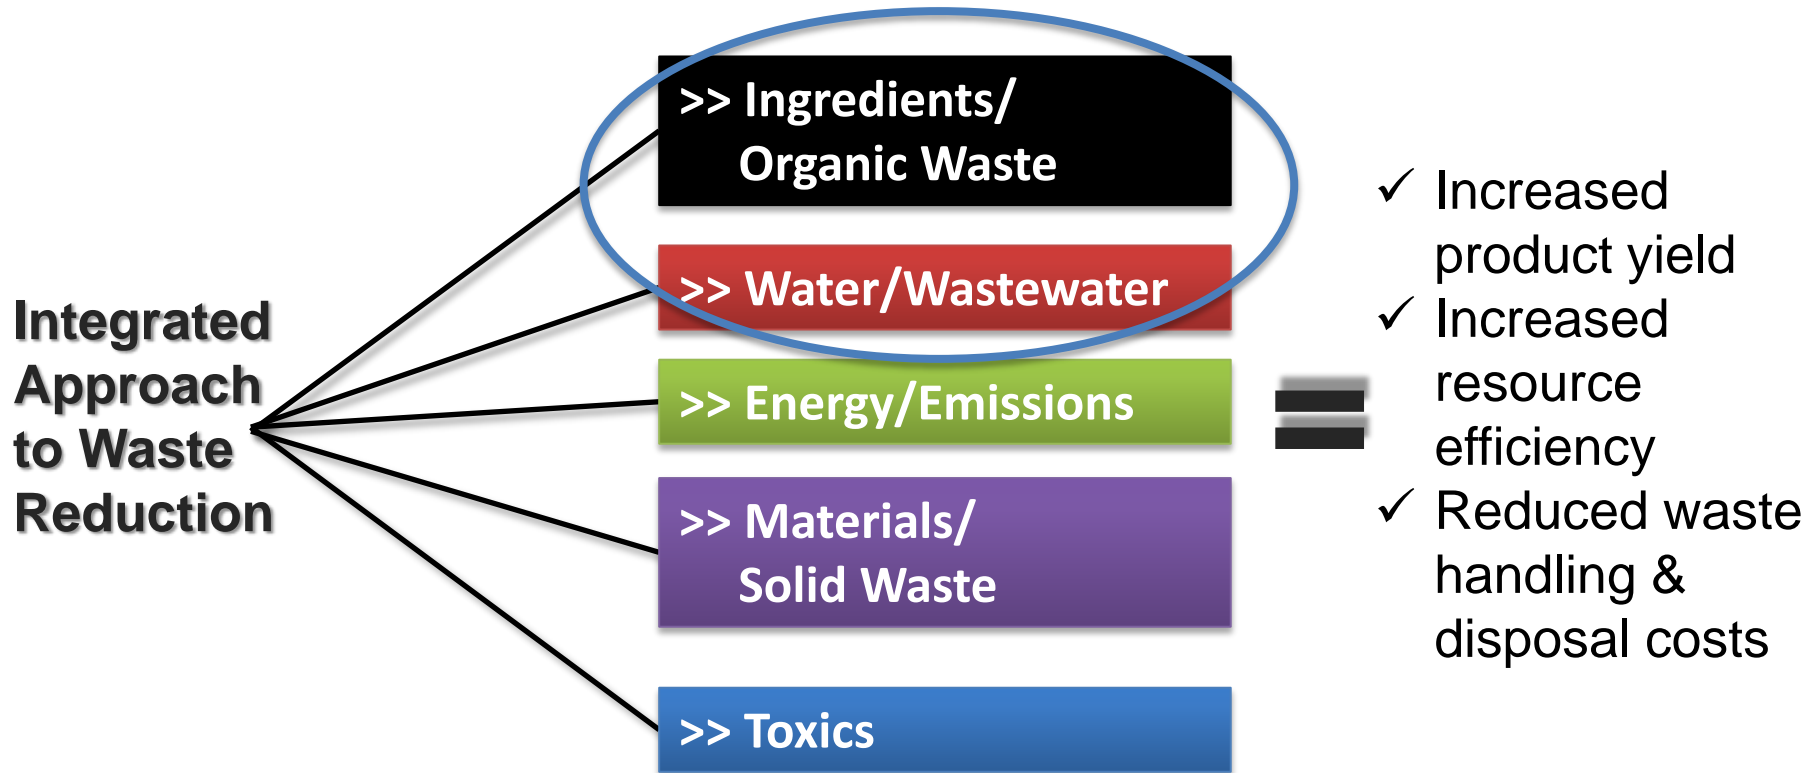 Integrated
Approach
to Waste
Reduction
>> Ingredients/
Organic Waste
>> Water/Wastewater
>> Energy/Emissions
>> Materials/
Solid Waste
>> Toxics
=
✓ Increased
product yield
✓ Increased
resource
efficiency
✓ Reduced waste
handling &
disposal costs